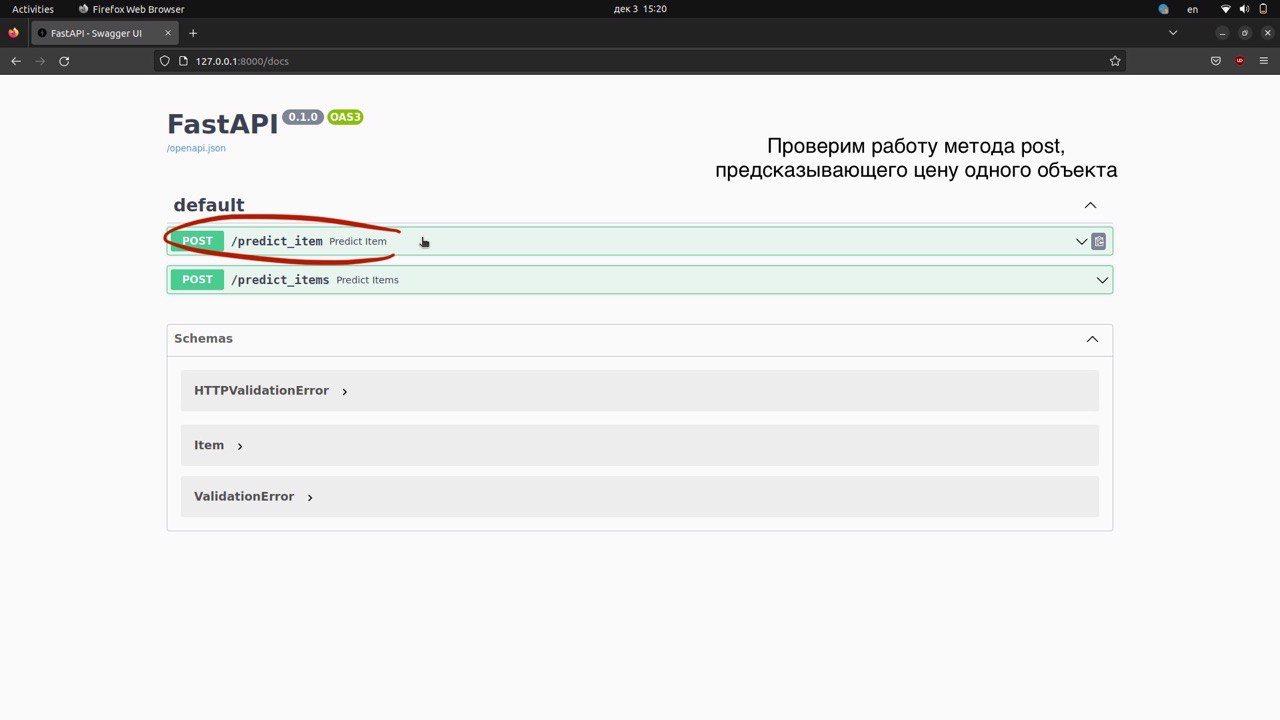 Activities
Firefox Web Browser
дек 3 15:20
en
FastAPI - Swagger UI
127.0.0.1:8000/docs
FastAPI 0.1.0 OAS3
/openapi.json
Проверим работу метода post,
предсказывающего цену одного объекта
default
POST /predict_item Predict Item
POST /predict_items Predict Items
Schemas
HTTPValidationError
Item
ValidationError